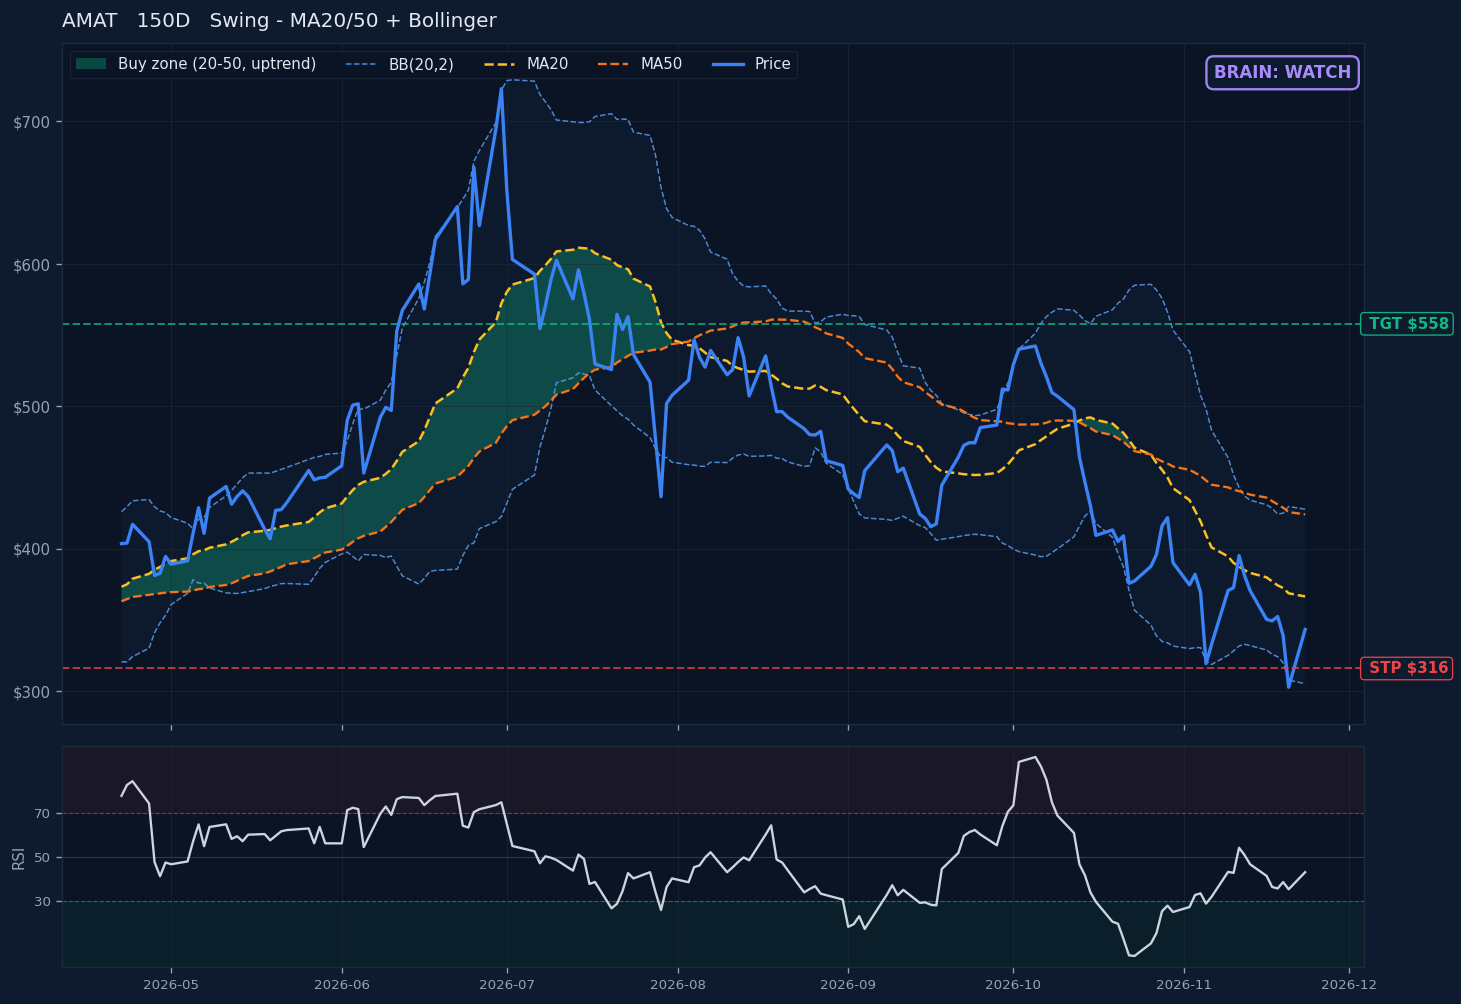 AMAT   150D   Swing - MA20/50 + Bollinger
Buy zone (20-50, uptrend)   BB(20,2)   MA20   MA50   Price
BRAIN: WATCH
$700
$600
TGT $558
$500
$400
STP $316
$300
70
50
30
RSI
2026-05   2026-06   2026-07   2026-08   2026-09   2026-10   2026-11   2026-12